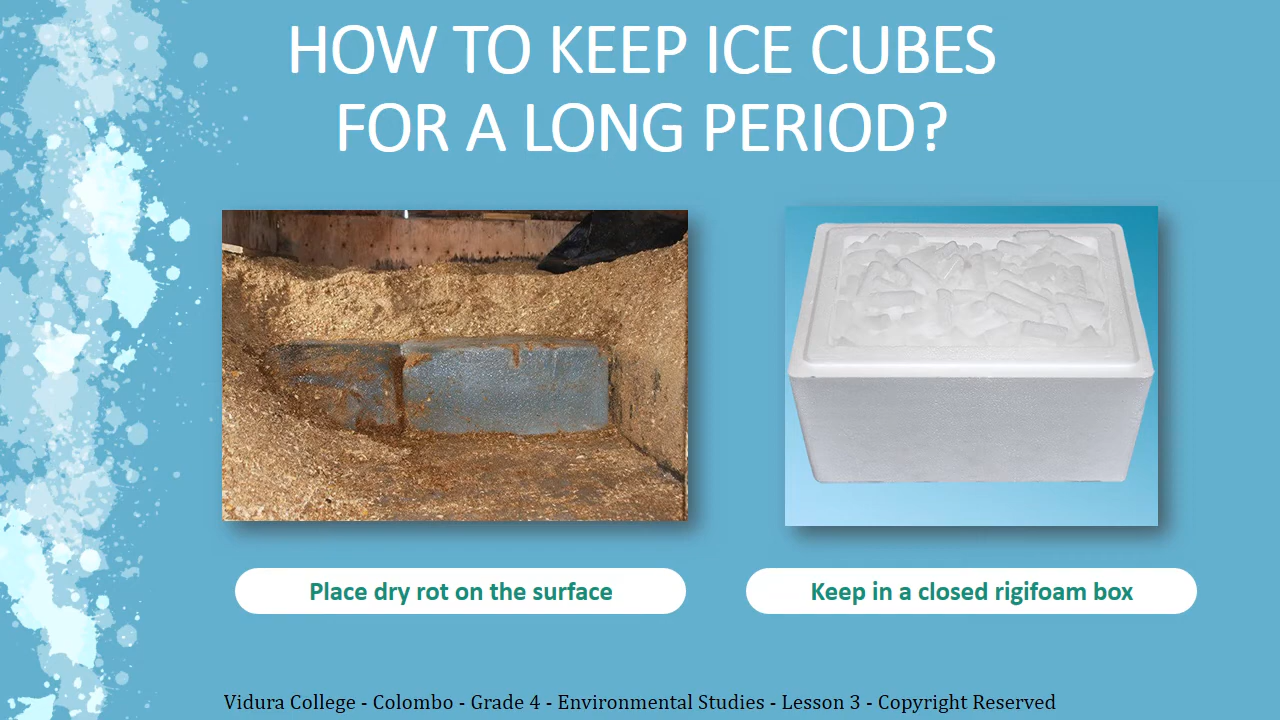 HOW TO KEEP ICE CUBES
FOR A LONG PERIOD?
Place dry rot on the surface
Keep in a closed rigifoam box
Vidura College - Colombo - Grade 4 - Environmental Studies - Lesson 3 - Copyright Reserved